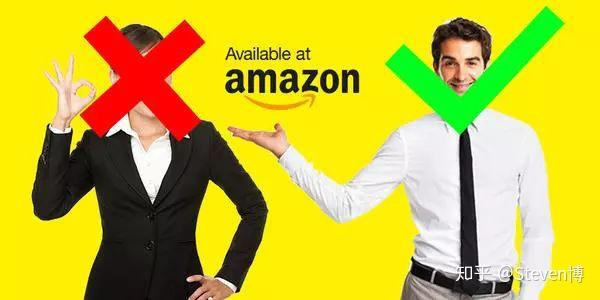 Available at
amazon
知乎 @Steven博